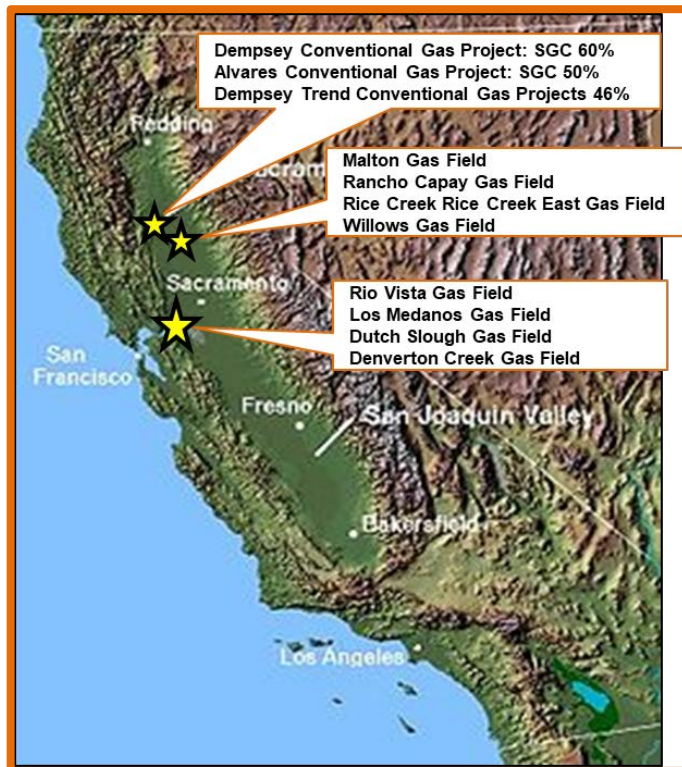 Dempsey Conventional Gas Project: SGC 60%
Alvares Conventional Gas Project: SGC 50%
Dempsey Trend Conventional Gas Projects 46%
Redding
Malton Gas Field
Rancho Capay Gas Field
Rice Creek Rice Creek East Gas Field
Willows Gas Field
Sacramento
Rio Vista Gas Field
Los Medanos Gas Field
Dutch Slough Gas Field
Denverton Creek Gas Field
San
Francisco
Fresno
San Joaquin Valley
Bakersfield
Los Angeles